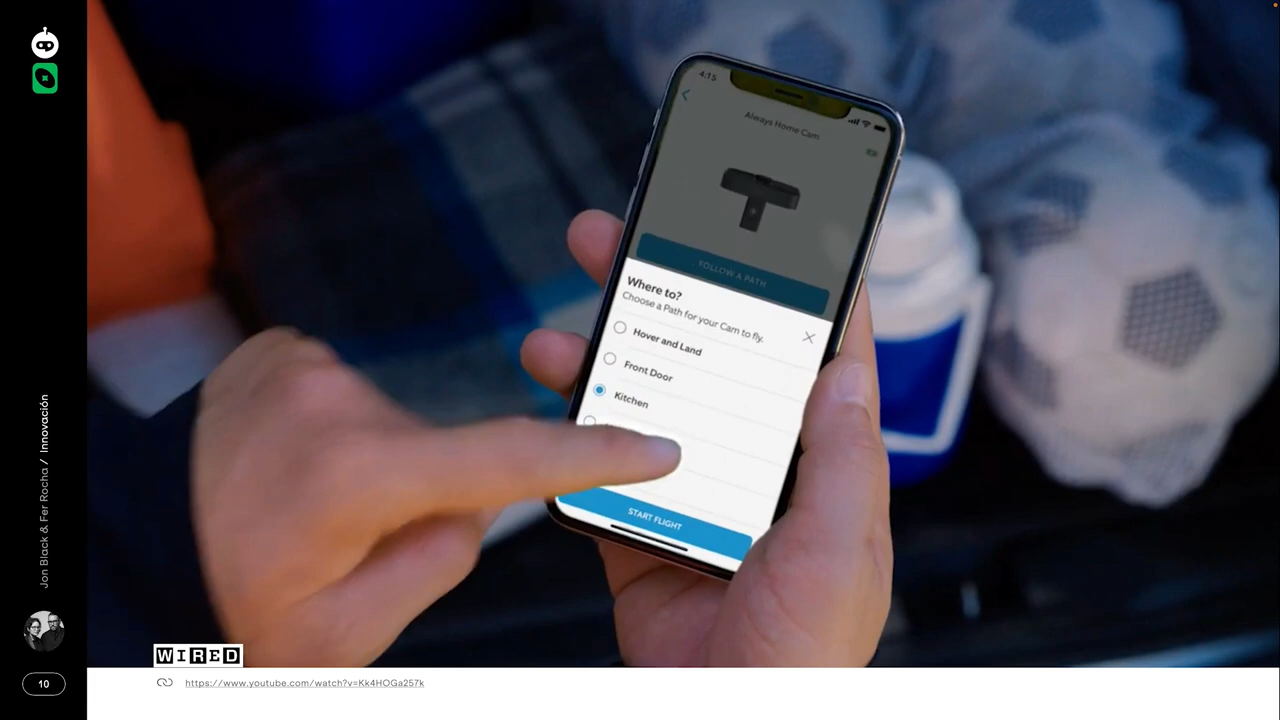 4:15
Always Home Cam
FOLLOW A PATH
Where to?
Choose a Path for your Cam to fly.
Hover and Land
Front Door
Kitchen
START FLIGHT
Jon Black & Fer Rocha / Innovación
10
WIRED
https://www.youtube.com/watch?v=Kk4HOGa257k